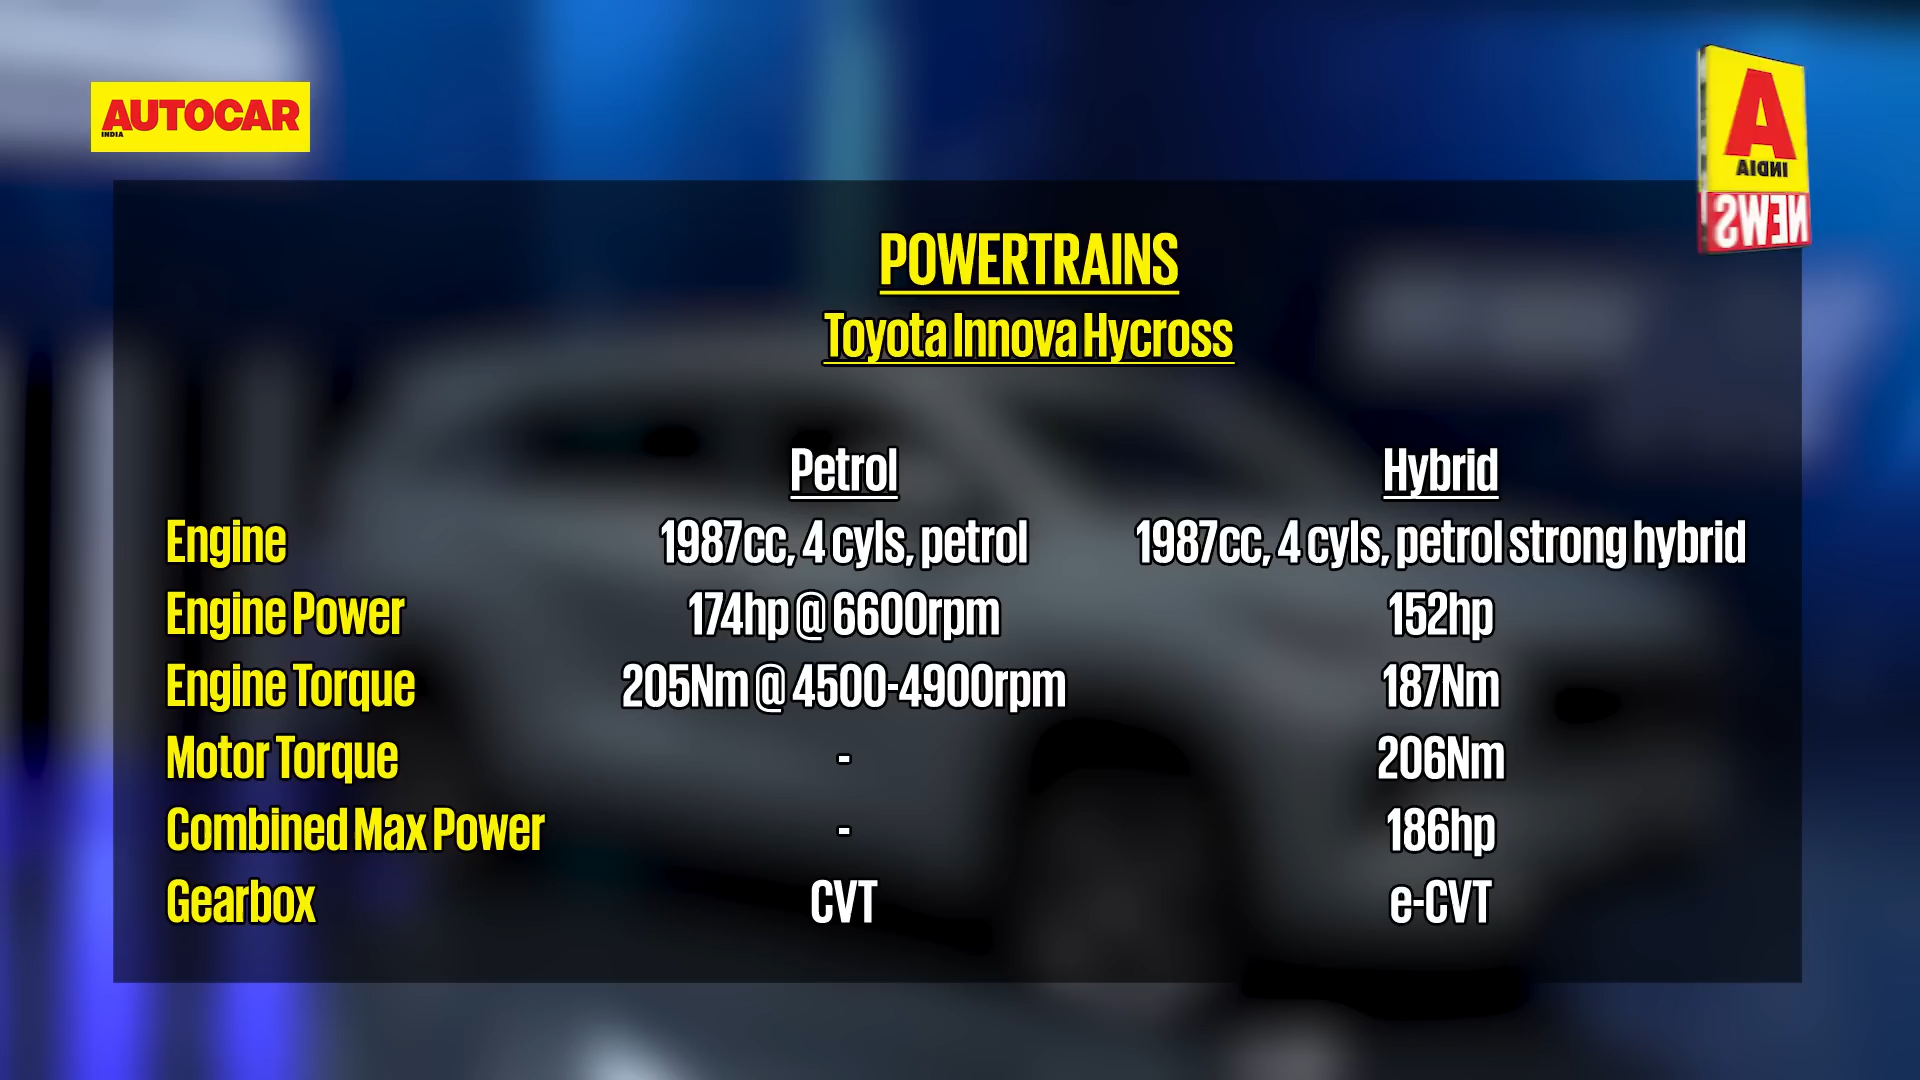 AUTOCAR
INDIA
A
INDIA
NEWS
POWERTRAINS
Toyota Innova Hycross
Petrol Hybrid
Engine 1987cc, 4 cyls, petrol 1987cc, 4 cyls, petrol strong hybrid
Engine Power 174hp @ 6600rpm 152hp
Engine Torque 205Nm @ 4500-4900rpm 187Nm
Motor Torque - 206Nm
Combined Max Power - 186hp
Gearbox CVT e-CVT